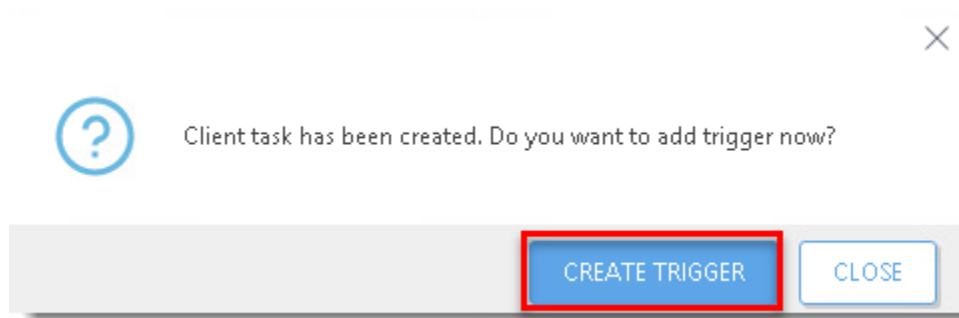 Client task has been created. Do you want to add trigger now?
CREATE TRIGGER
CLOSE